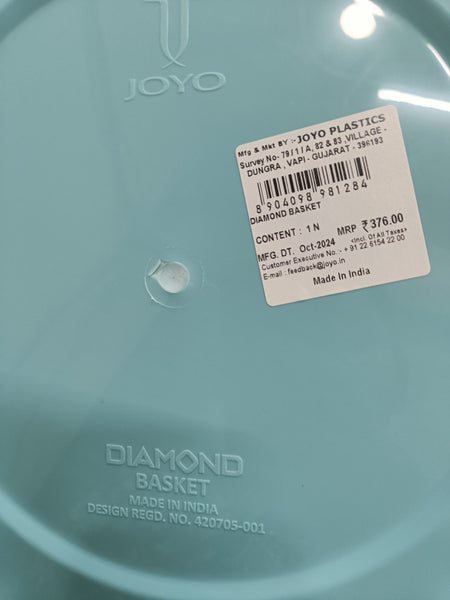 JOYO
Mfg & Mkt BY :- JOYO PLASTICS
Survey No- 79 / 1 / A, 82 & 83 ,VILLAGE -
DUNGRA , VAPI - GUJARAT - 396193
8 904098 981284
DIAMOND BASKET
CONTENT : 1 N MRP ₹ 376.00
<Incl. Of All Taxes>
MFG. DT. Oct-2024
Customer Executive No. :- + 91 22 6154 22 00
E-mail : feedback@joyo.in
Made In India
DIAMOND
BASKET
MADE IN INDIA
DESIGN REGD. NO. 420705-001